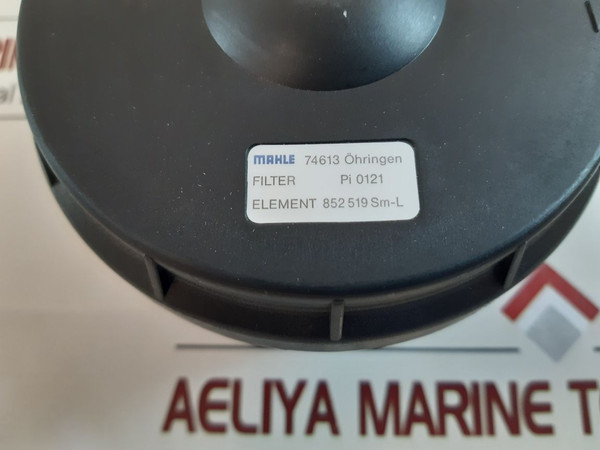 MAHLE 74613 Öhringen
FILTER Pi 0121
ELEMENT 852 519 Sm-L
AELIYA MARINE